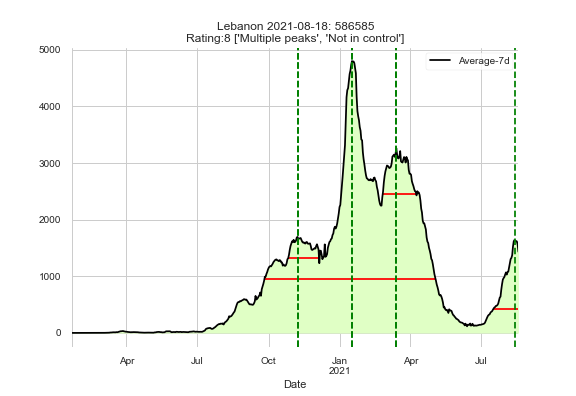 Lebanon 2021-08-18: 586585
Rating:8 ['Multiple peaks', 'Not in control']
Average-7d
5000
4000
3000
2000
1000
0
Apr
Jul
Oct
Jan
2021
Apr
Jul
Date